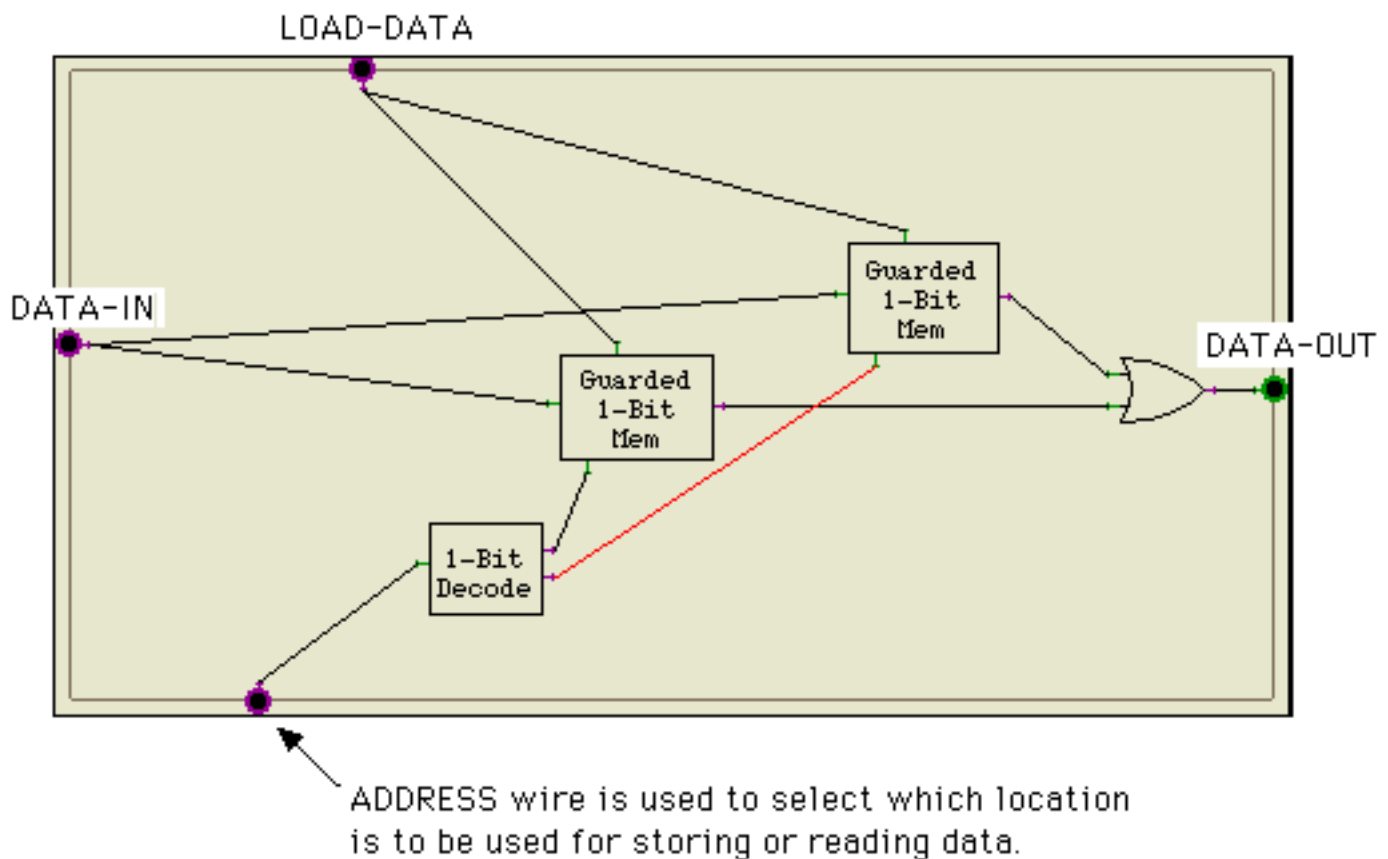 LOAD-DATA
DATA-IN
Guarded
1-Bit
Mem
DATA-OUT
Guarded
1-Bit
Mem
1-Bit
Decode
ADDRESS wire is used to select which location
is to be used for storing or reading data.